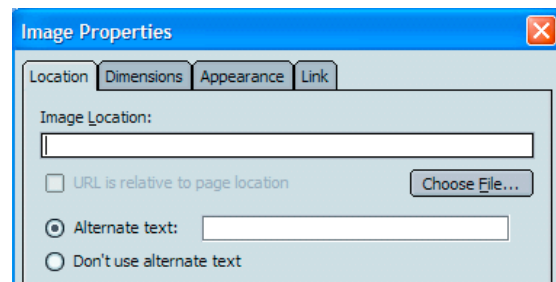 Image Properties
Location Dimensions Appearance Link
Image Location:
URL is relative to page location
Choose File...
Alternate text:
Don't use alternate text